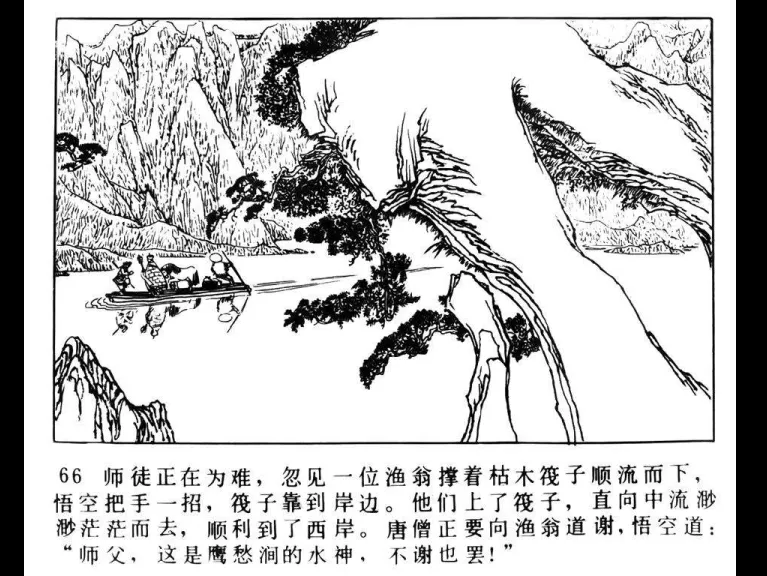 66 师徒正在为难，忽见一位渔翁撑着枯木筏子顺流而下，
悟空把手一招，筏子靠到岸边。他们上了筏子，直向中流渺
渺茫茫而去，顺利到了西岸。唐僧正要向渔翁道谢，悟空道：
“师父，这是鹰愁涧的水神，不谢也罢！”